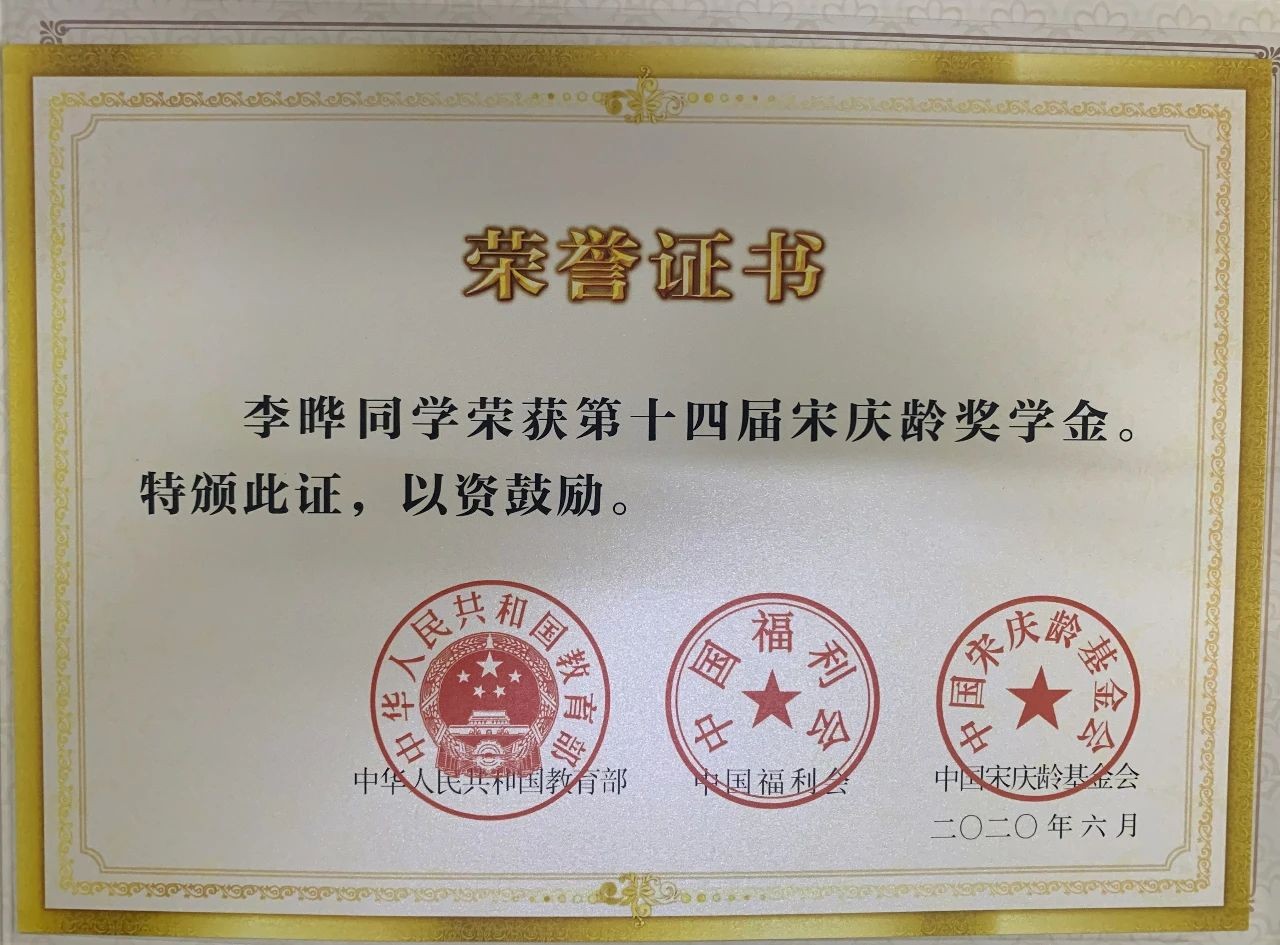 荣誉证书
李晔同学荣获第十四届宋庆龄奖学金。
特颁此证，以资鼓励。
中华人民共和国教育部
中国福利会
中国宋庆龄基金会
中华人民共和国教育部 中国福利会 中国宋庆龄基金会
二〇二〇年六月